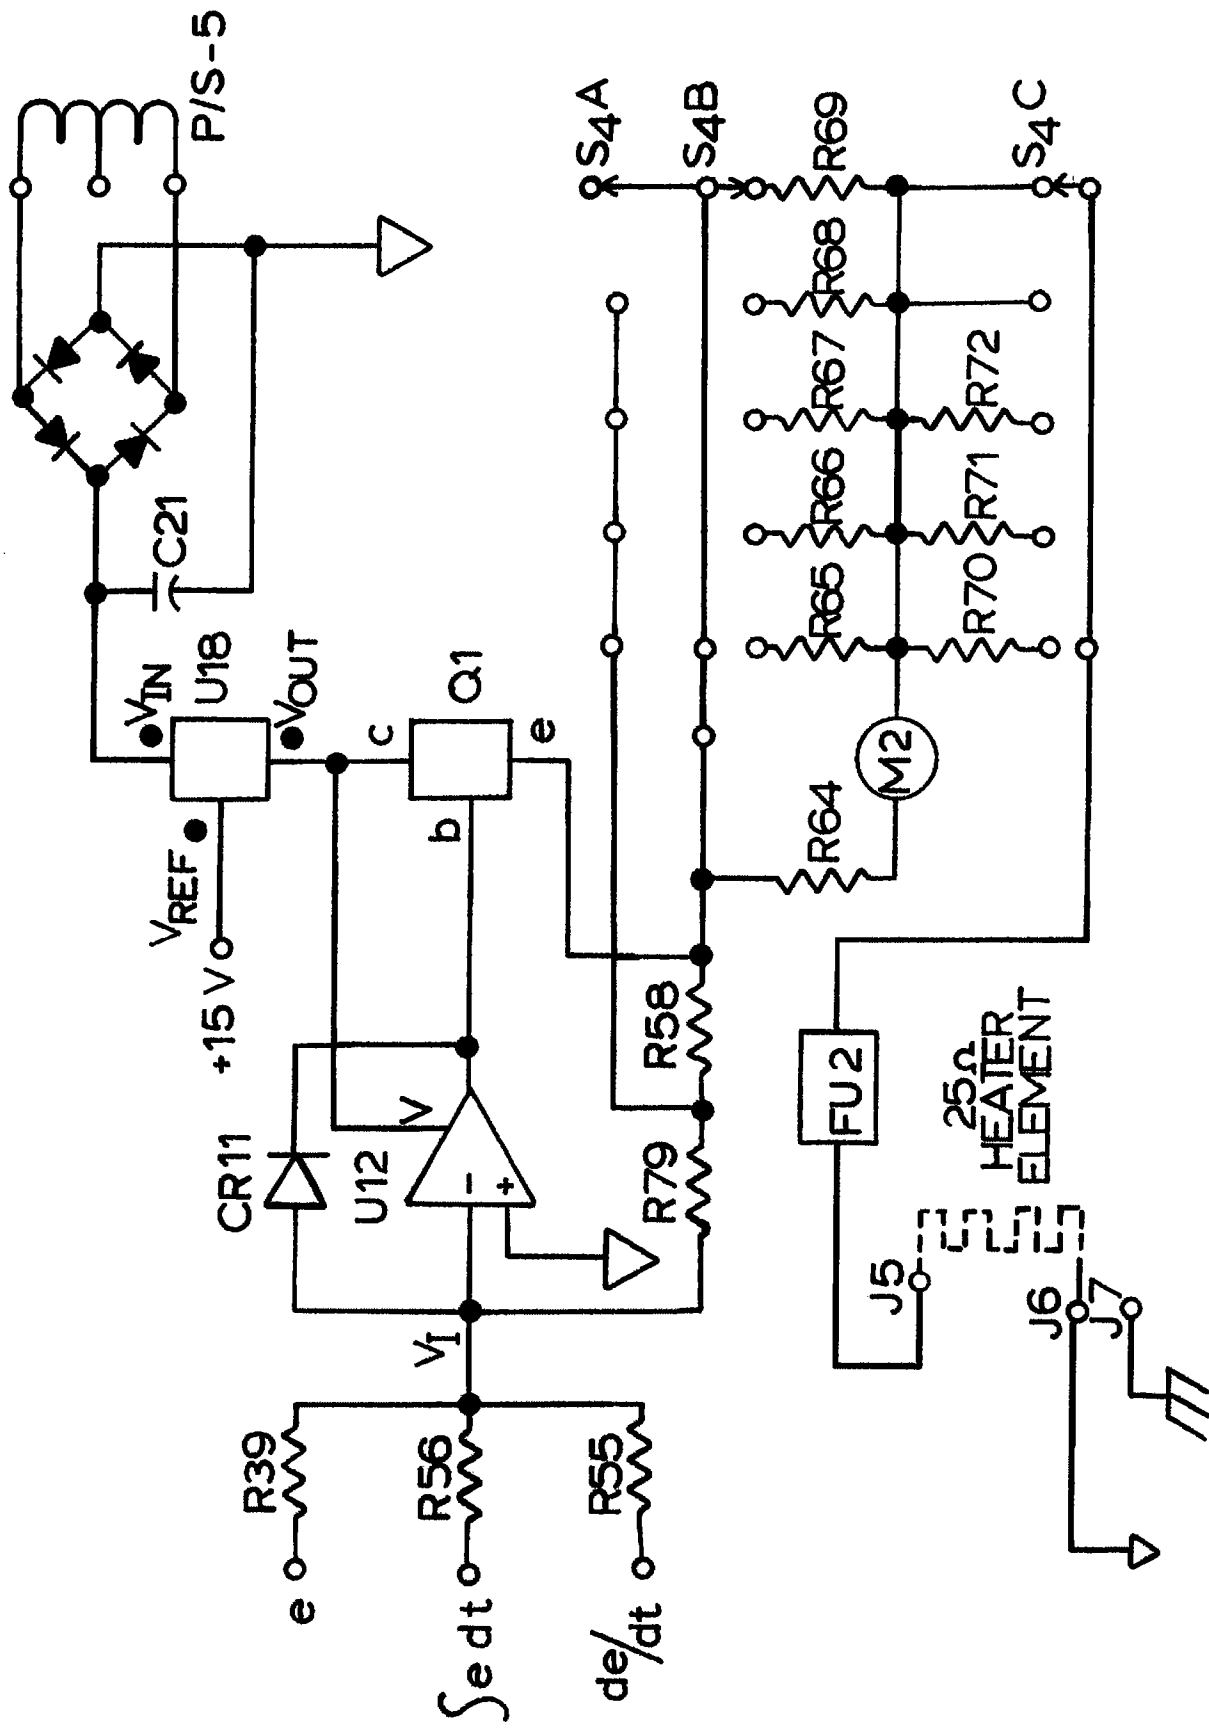 P/S-5
C21
VIN
U18
VOUT
VREF
+15 V
c
Q1
b
e
CR11
U12
V
−
+
VI
R39
R56
R55
e
∫e dt
de/dt
R79
R58
S4A
S4B
S4C
R64
M2
R65
R66
R67
R68
R69
R70
R71
R72
FU2
25Ω
HEATER
ELEMENT
J5
J6
J7